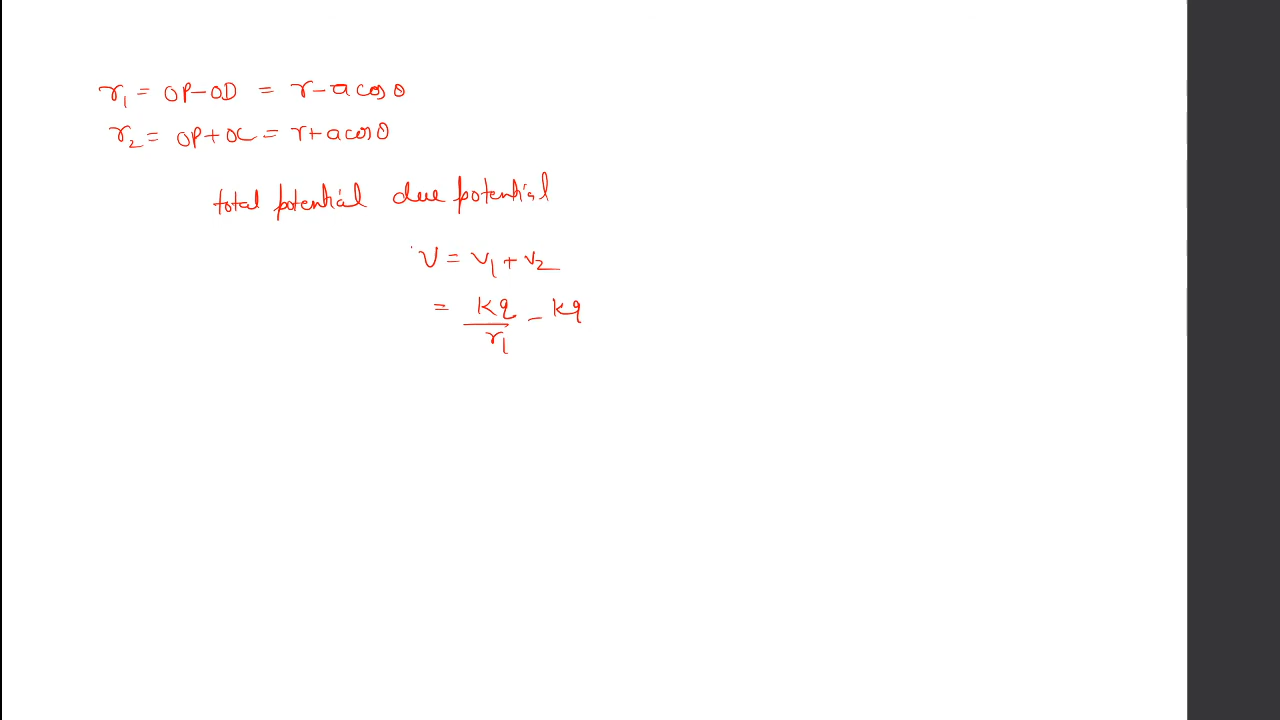 r₁ = OP-OD = r-a cos θ
r₂ = OP+OC = r+a cos θ
total potential due potential
V = V₁ + V₂
= Kq/r₁ - Kq